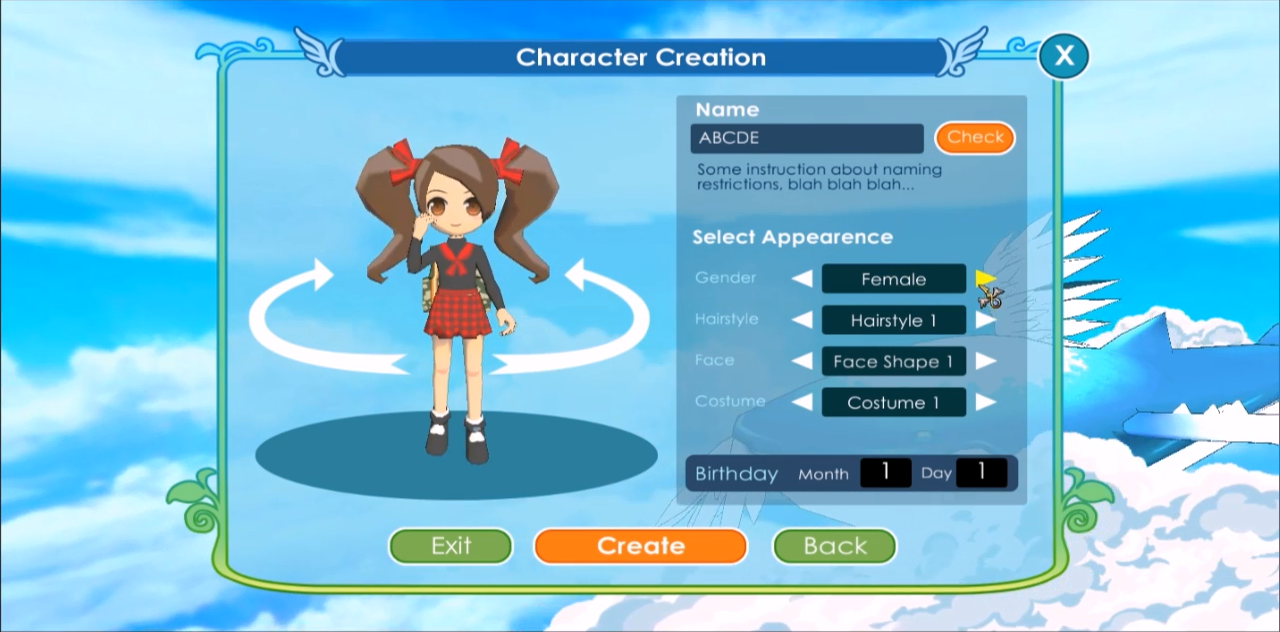 Character Creation
X
Name
ABCDE
Check
Some instruction about naming
restrictions, blah blah blah...
Select Appearence
Gender Female
Hairstyle Hairstyle 1
Face Face Shape 1
Costume Costume 1
Birthday Month 1 Day 1
Exit Create Back